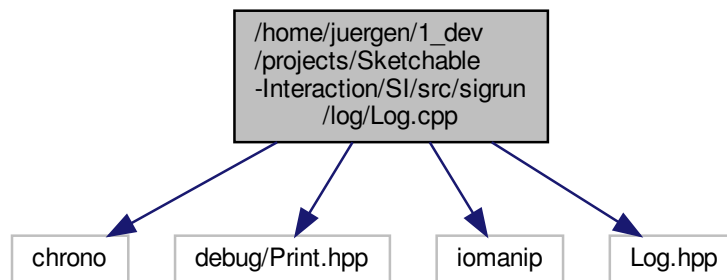 /home/juergen/1_dev
/projects/Sketchable
-Interaction/SI/src/sigrun
/log/Log.cpp
chrono
debug/Print.hpp
iomanip
Log.hpp